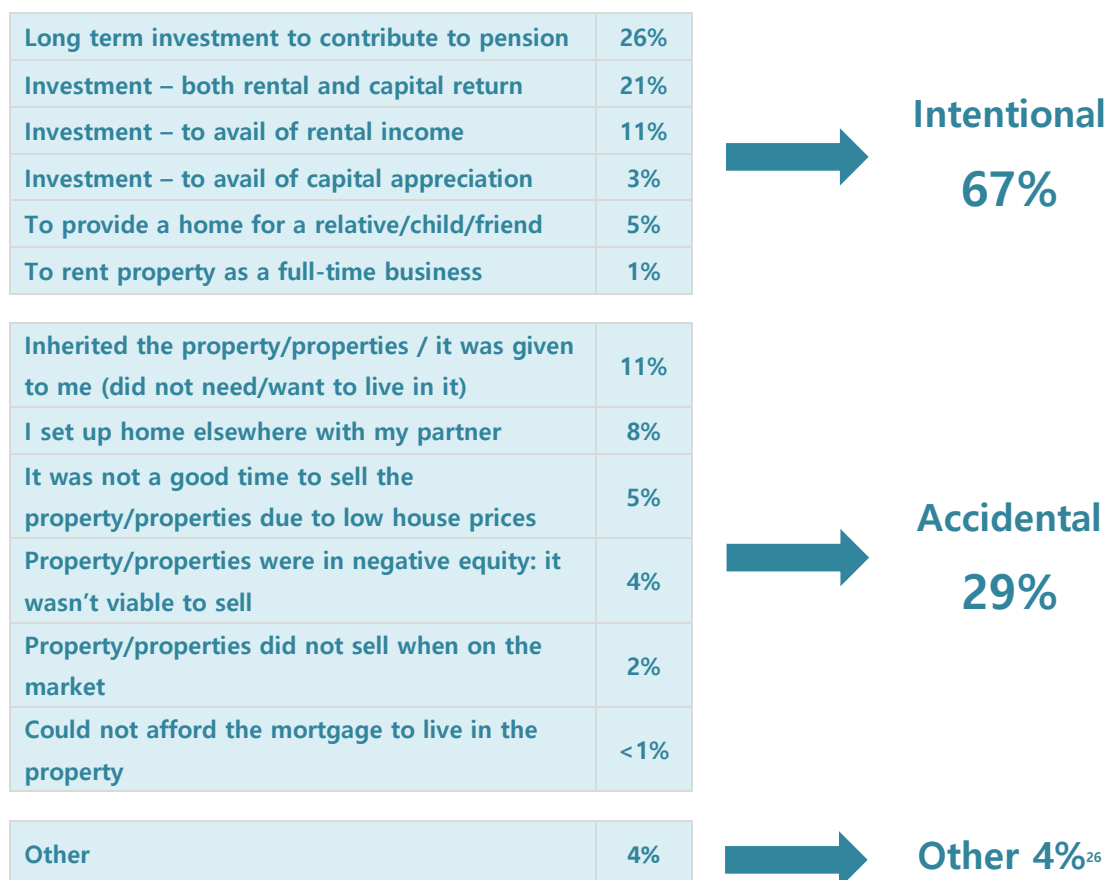 Long term investment to contribute to pension 26%
Investment – both rental and capital return 21%
Investment – to avail of rental income 11%
Investment – to avail of capital appreciation 3%
To provide a home for a relative/child/friend 5%
To rent property as a full-time business 1%
Intentional
67%
Inherited the property/properties / it was given
to me (did not need/want to live in it)
11%
I set up home elsewhere with my partner 8%
It was not a good time to sell the
property/properties due to low house prices
5%
Property/properties were in negative equity: it
wasn't viable to sell
4%
Property/properties did not sell when on the
market
2%
Could not afford the mortgage to live in the
property
<1%
Accidental
29%
Other 4%
Other 4%26